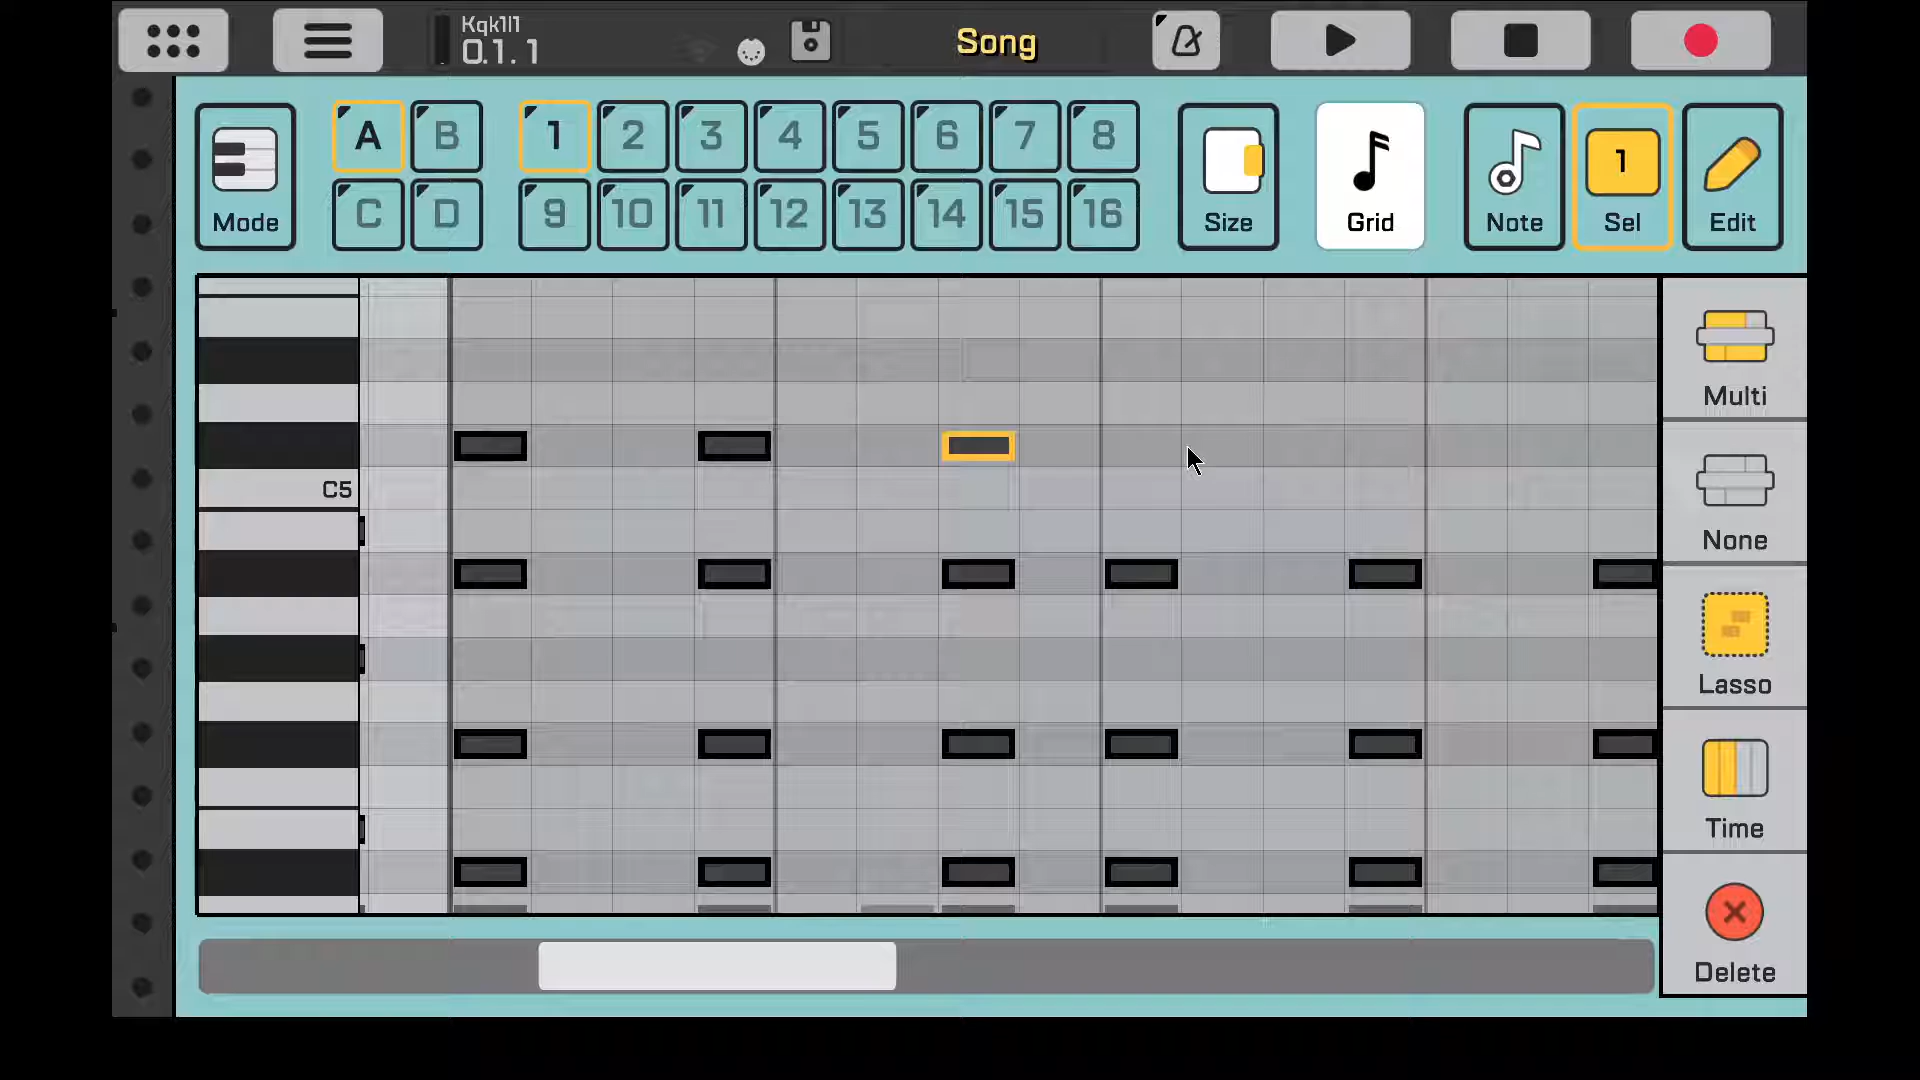 Kqk1l1
0.1. 1
Song
Mode
A
B
C
D
1
2
3
4
5
6
7
8
9
10
11
12
13
14
15
16
Size
Grid
Note
1
Sel
Edit
C5
Multi
None
Lasso
Time
Delete